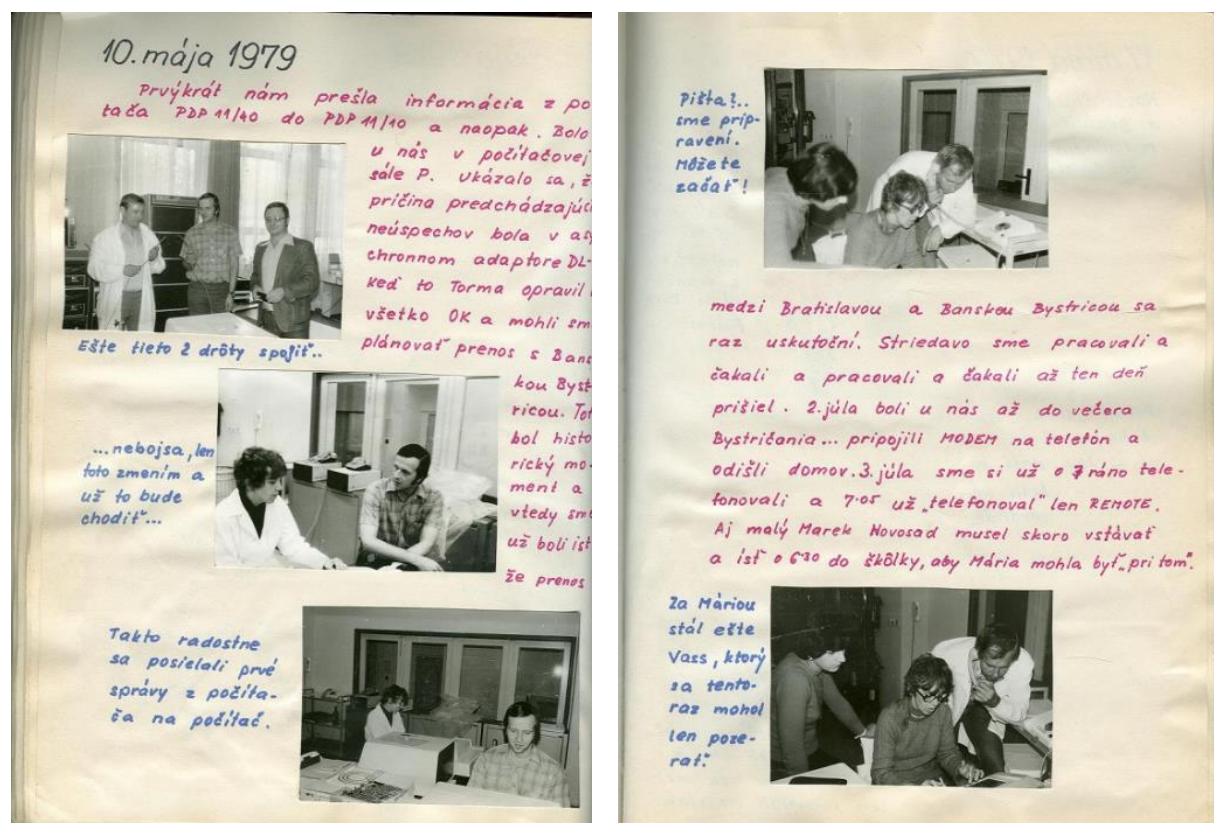 10. mája 1979
Prvýkrát nám prešla informácia z po
tača PDP 11/40 do PDP 11/10 a naopak. Bolo
u nás v počítačovej
sále P. Ukázalo sa, ž
príčina predchádzajúc
neúspechov bola v asy
chronnom adaptore DL-
keď to Torma opravil
všetko OK a mohli sm
plánovať prenos s Bans
kou Byst
ricou. Tot
bol histo
rický mo-
ment a
vtedy sme
už boli ist
že prenos
Ešte tieto 2 drôty spojiť..
...nebojsa, len
toto zmením a
už to bude
chodiť...
Takto radostne
sa posielali prvé
správy z počíta-
ča na počítač.
Pišta!..
sme prip-
ravení.
Môžete
začať!
medzi Bratislavou a Banskou Bystricou sa
raz uskutoční. Striedavo sme pracovali a
čakali a pracovali a čakali až ten deň
prišiel. 2. júla boli u nás až do večera
Bystričania... pripojili MODEM na telefón a
odišli domov. 3. júla sme si už o 7 ráno tele-
fonovali a 7.05 už „telefonoval" len REMOTE.
Aj malý Marek Novosad musel skoro vstávať
a ísť o 6³⁰ do škôlky, aby Mária mohla byť „pri tom".
Za Máriou
stál ešte
Vass, ktorý
sa tento-
raz mohol
len poze-
rať.